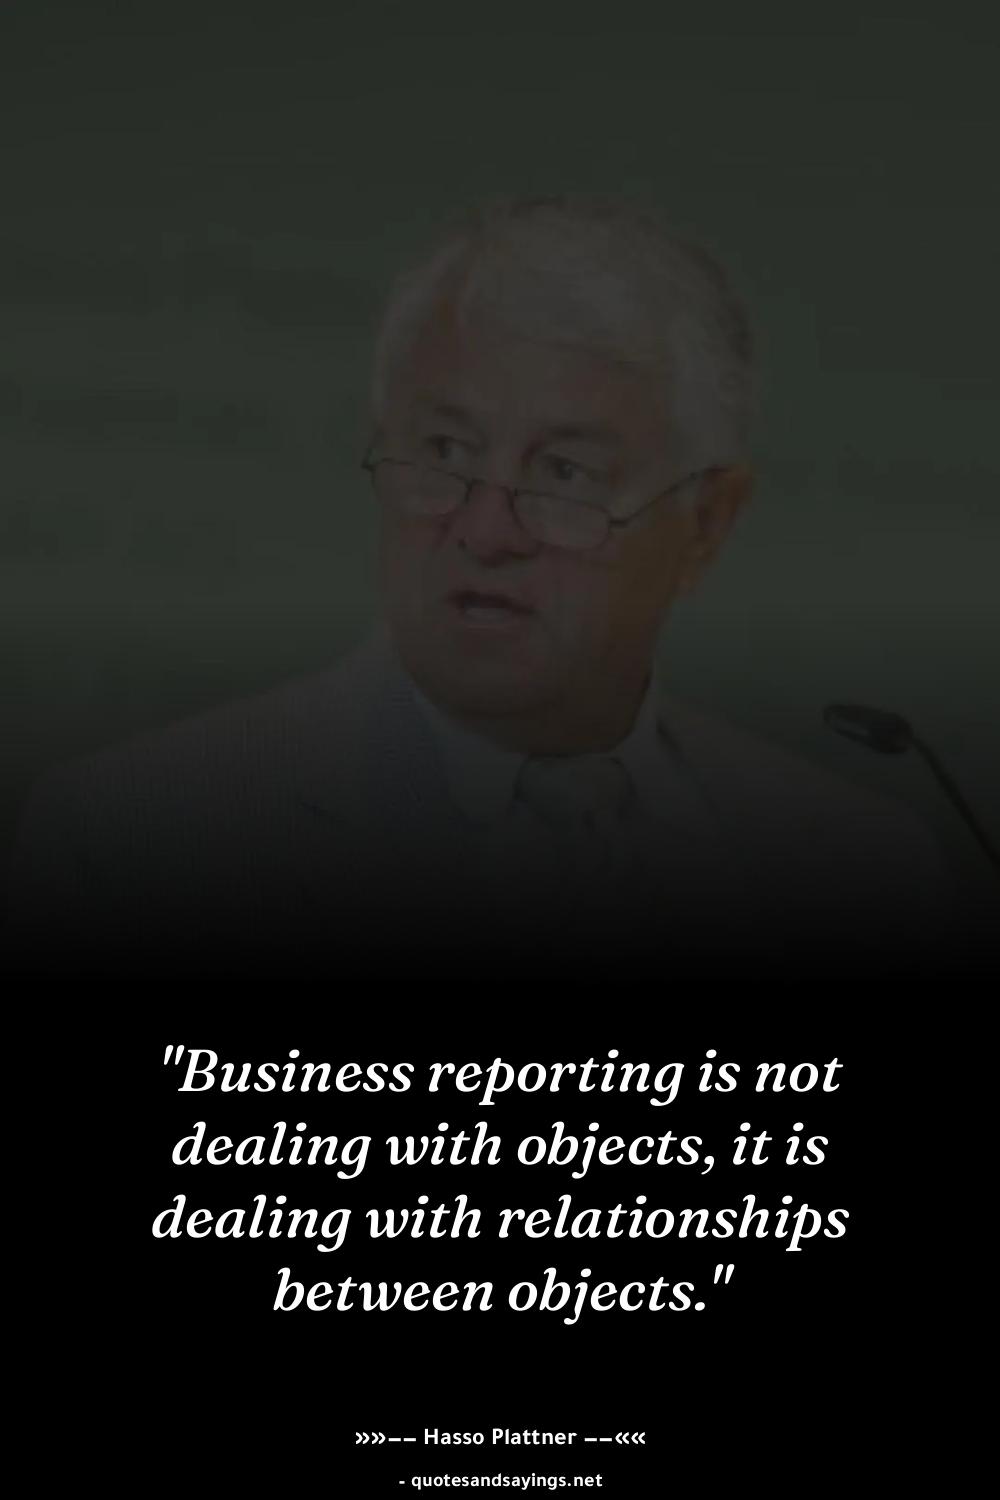 "Business reporting is not
dealing with objects, it is
dealing with relationships
between objects."
»»–– Hasso Plattner ––««
- quotesandsayings.net